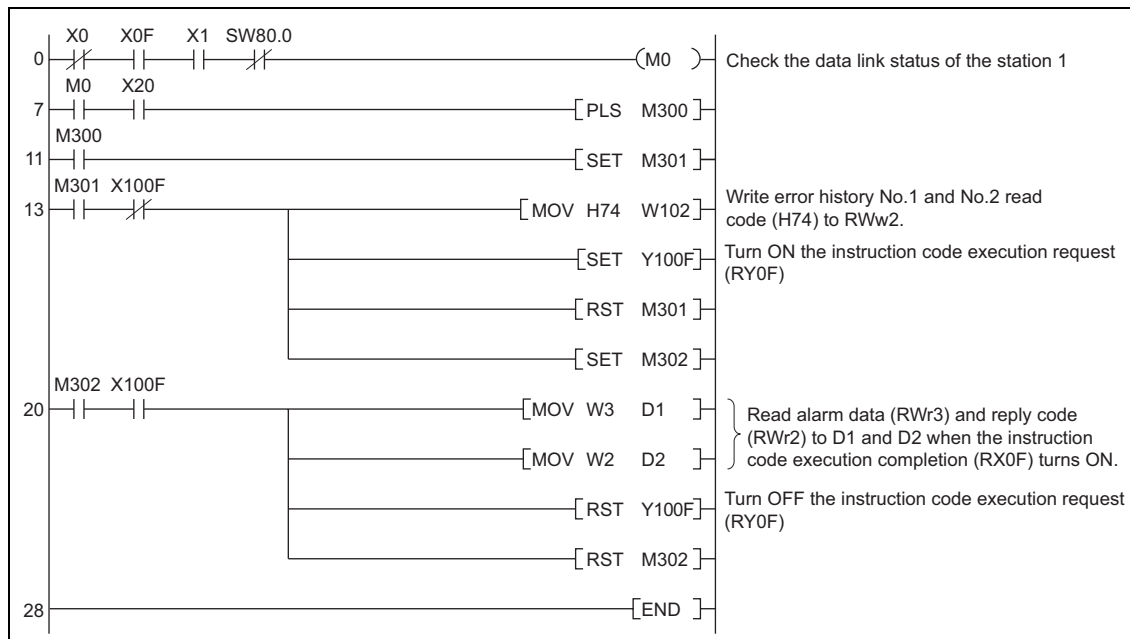 X0 X0F X1 SW80.0
0 (M0 ) Check the data link status of the station 1
M0 X20
7 [PLS M300]
M300
11 [SET M301]
M301 X100F
13 [MOV H74 W102] Write error history No.1 and No.2 read
code (H74) to RWw2.
[SET Y100F] Turn ON the instruction code execution request
(RY0F)
[RST M301]
[SET M302]
M302 X100F
20 [MOV W3 D1] Read alarm data (RWr3) and reply code
(RWr2) to D1 and D2 when the instruction
[MOV W2 D2] code execution completion (RX0F) turns ON.
[RST Y100F] Turn OFF the instruction code execution request
(RY0F)
[RST M302]
28 [END ]